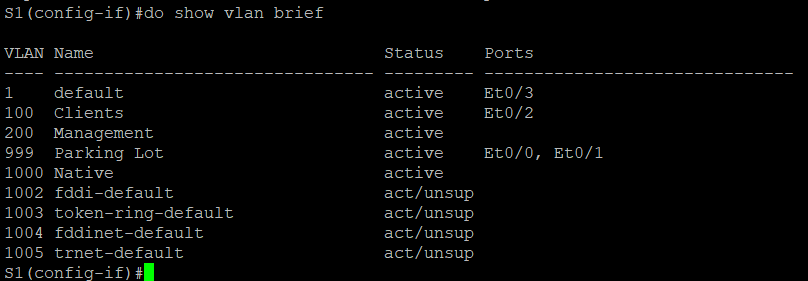 S1(config-if)#do show vlan brief
VLAN Name                             Status    Ports
---- -------------------------------- --------- -------------------------------
1    default                          active    Et0/3
100  Clients                          active    Et0/2
200  Management                       active
999  Parking Lot                      active    Et0/0, Et0/1
1000 Native                           active
1002 fddi-default                     act/unsup
1003 token-ring-default               act/unsup
1004 fddinet-default                  act/unsup
1005 trnet-default                    act/unsup
S1(config-if)#